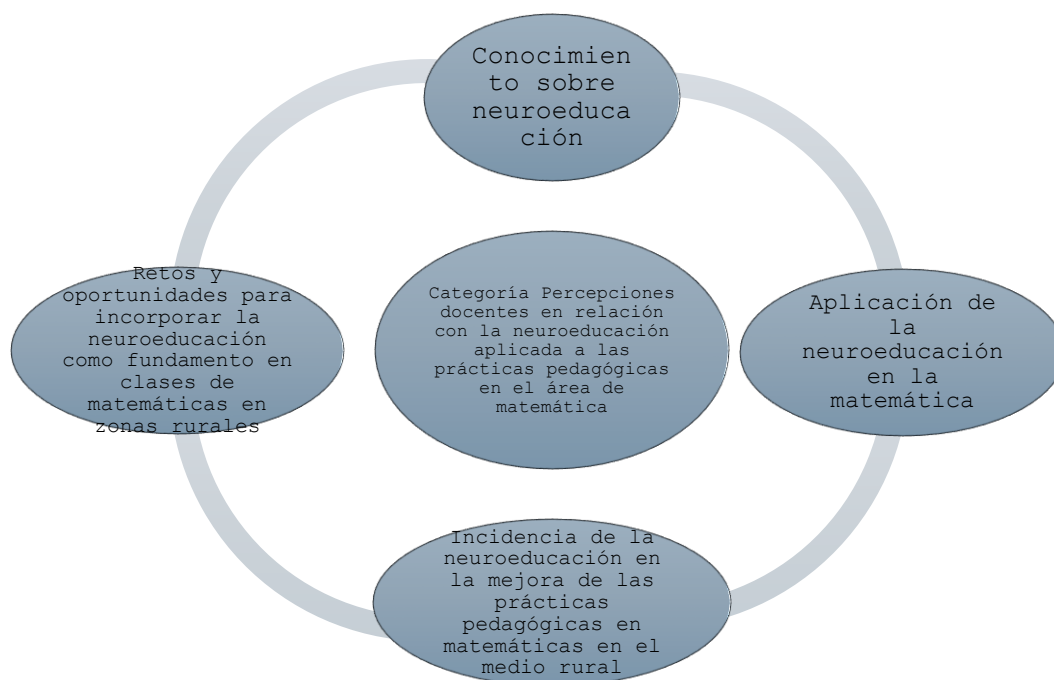 Conocimien
to sobre
neuroeduca
ción
Retos y
oportunidades para
incorporar la
neuroeducación
como fundamento en
clases de
matemáticas en
zonas rurales
Categoría Percepciones
docentes en relación
con la neuroeducación
aplicada a las
prácticas pedagógicas
en el área de
matemática
Aplicación de
la
neuroeducación
en la
matemática
Incidencia de la
neuroeducación en
la mejora de las
prácticas
pedagógicas en
matemáticas en el
medio rural